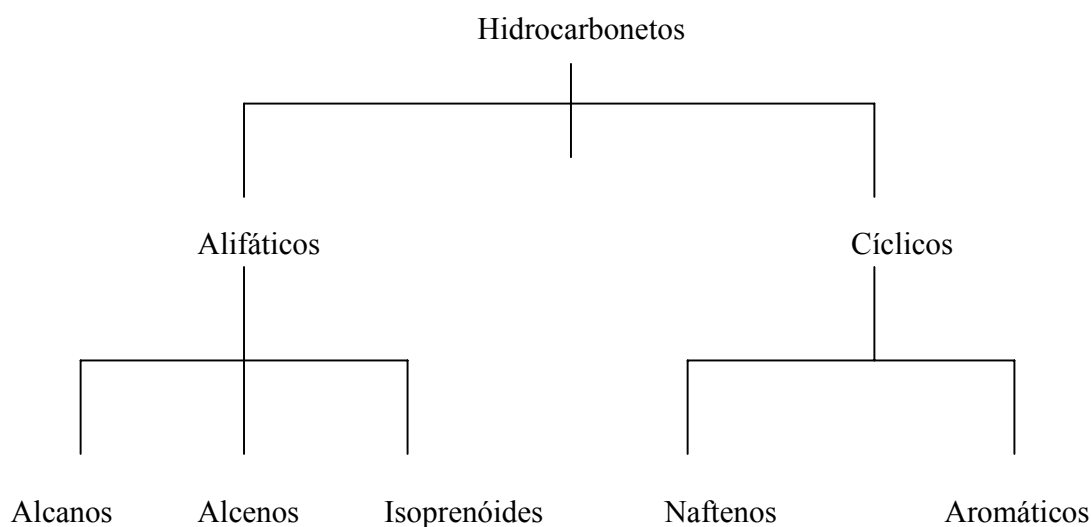 Hidrocarbonetos
Alifáticos Cíclicos
Alcanos Alcenos Isoprenóides Naftenos Aromáticos